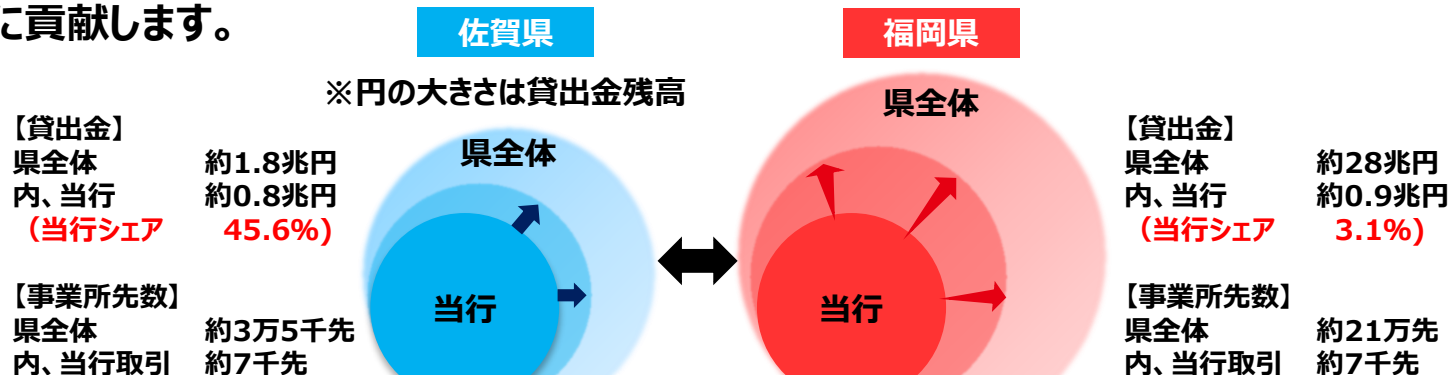 に貢献します。
佐賀県
福岡県
※円の大きさは貸出金残高
【貸出金】
県全体 約1.8兆円
内、当行 約0.8兆円
（当行シェア 45.6%)
【事業所先数】
県全体 約3万5千先
内、当行取引 約7千先
県全体
当行
県全体
当行
【貸出金】
県全体 約28兆円
内、当行 約0.9兆円
（当行シェア 3.1%)
【事業所先数】
県全体 約21万先
内、当行取引 約7千先